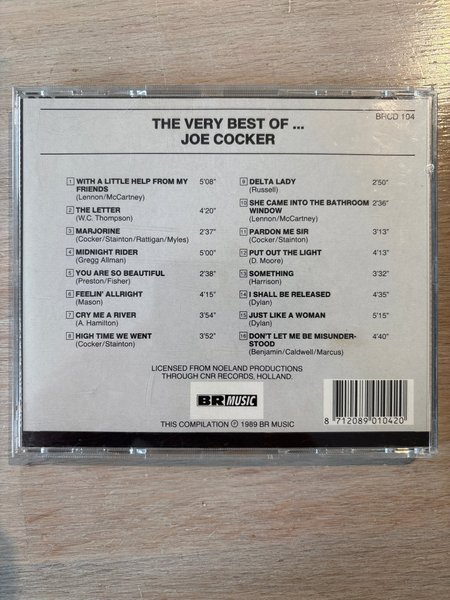 BRCD 104
THE VERY BEST OF ...
JOE COCKER
1 WITH A LITTLE HELP FROM MY 5'08"
FRIENDS
(Lennon/McCartney)
2 THE LETTER 4'20"
(W.C. Thompson)
3 MARJORINE 2'37"
(Cocker/Stainton/Rattigan/Myles)
4 MIDNIGHT RIDER 5'00"
(Gregg Allman)
5 YOU ARE SO BEAUTIFUL 2'38"
(Preston/Fisher)
6 FEELIN' ALLRIGHT 4'15"
(Mason)
7 CRY ME A RIVER 3'54"
(A. Hamilton)
8 HIGH TIME WE WENT 3'52"
(Cocker/Stainton)
9 DELTA LADY 2'50"
(Russell)
10 SHE CAME INTO THE BATHROOM 2'36"
WINDOW
(Lennon/McCartney)
11 PARDON ME SIR 3'13"
(Cocker/Stainton)
12 PUT OUT THE LIGHT 4'13"
(D. Moore)
13 SOMETHING 3'32"
(Harrison)
14 I SHALL BE RELEASED 4'35"
(Dylan)
15 JUST LIKE A WOMAN 5'15"
(Dylan)
16 DON'T LET ME BE MISUNDER- 4'40"
STOOD
(Benjamin/Caldwell/Marcus)
LICENSED FROM NOELAND PRODUCTIONS
THROUGH CNR RECORDS, HOLLAND.
BR MUSIC
THIS COMPILATION ℗ 1989 BR MUSIC
8 712089 010420